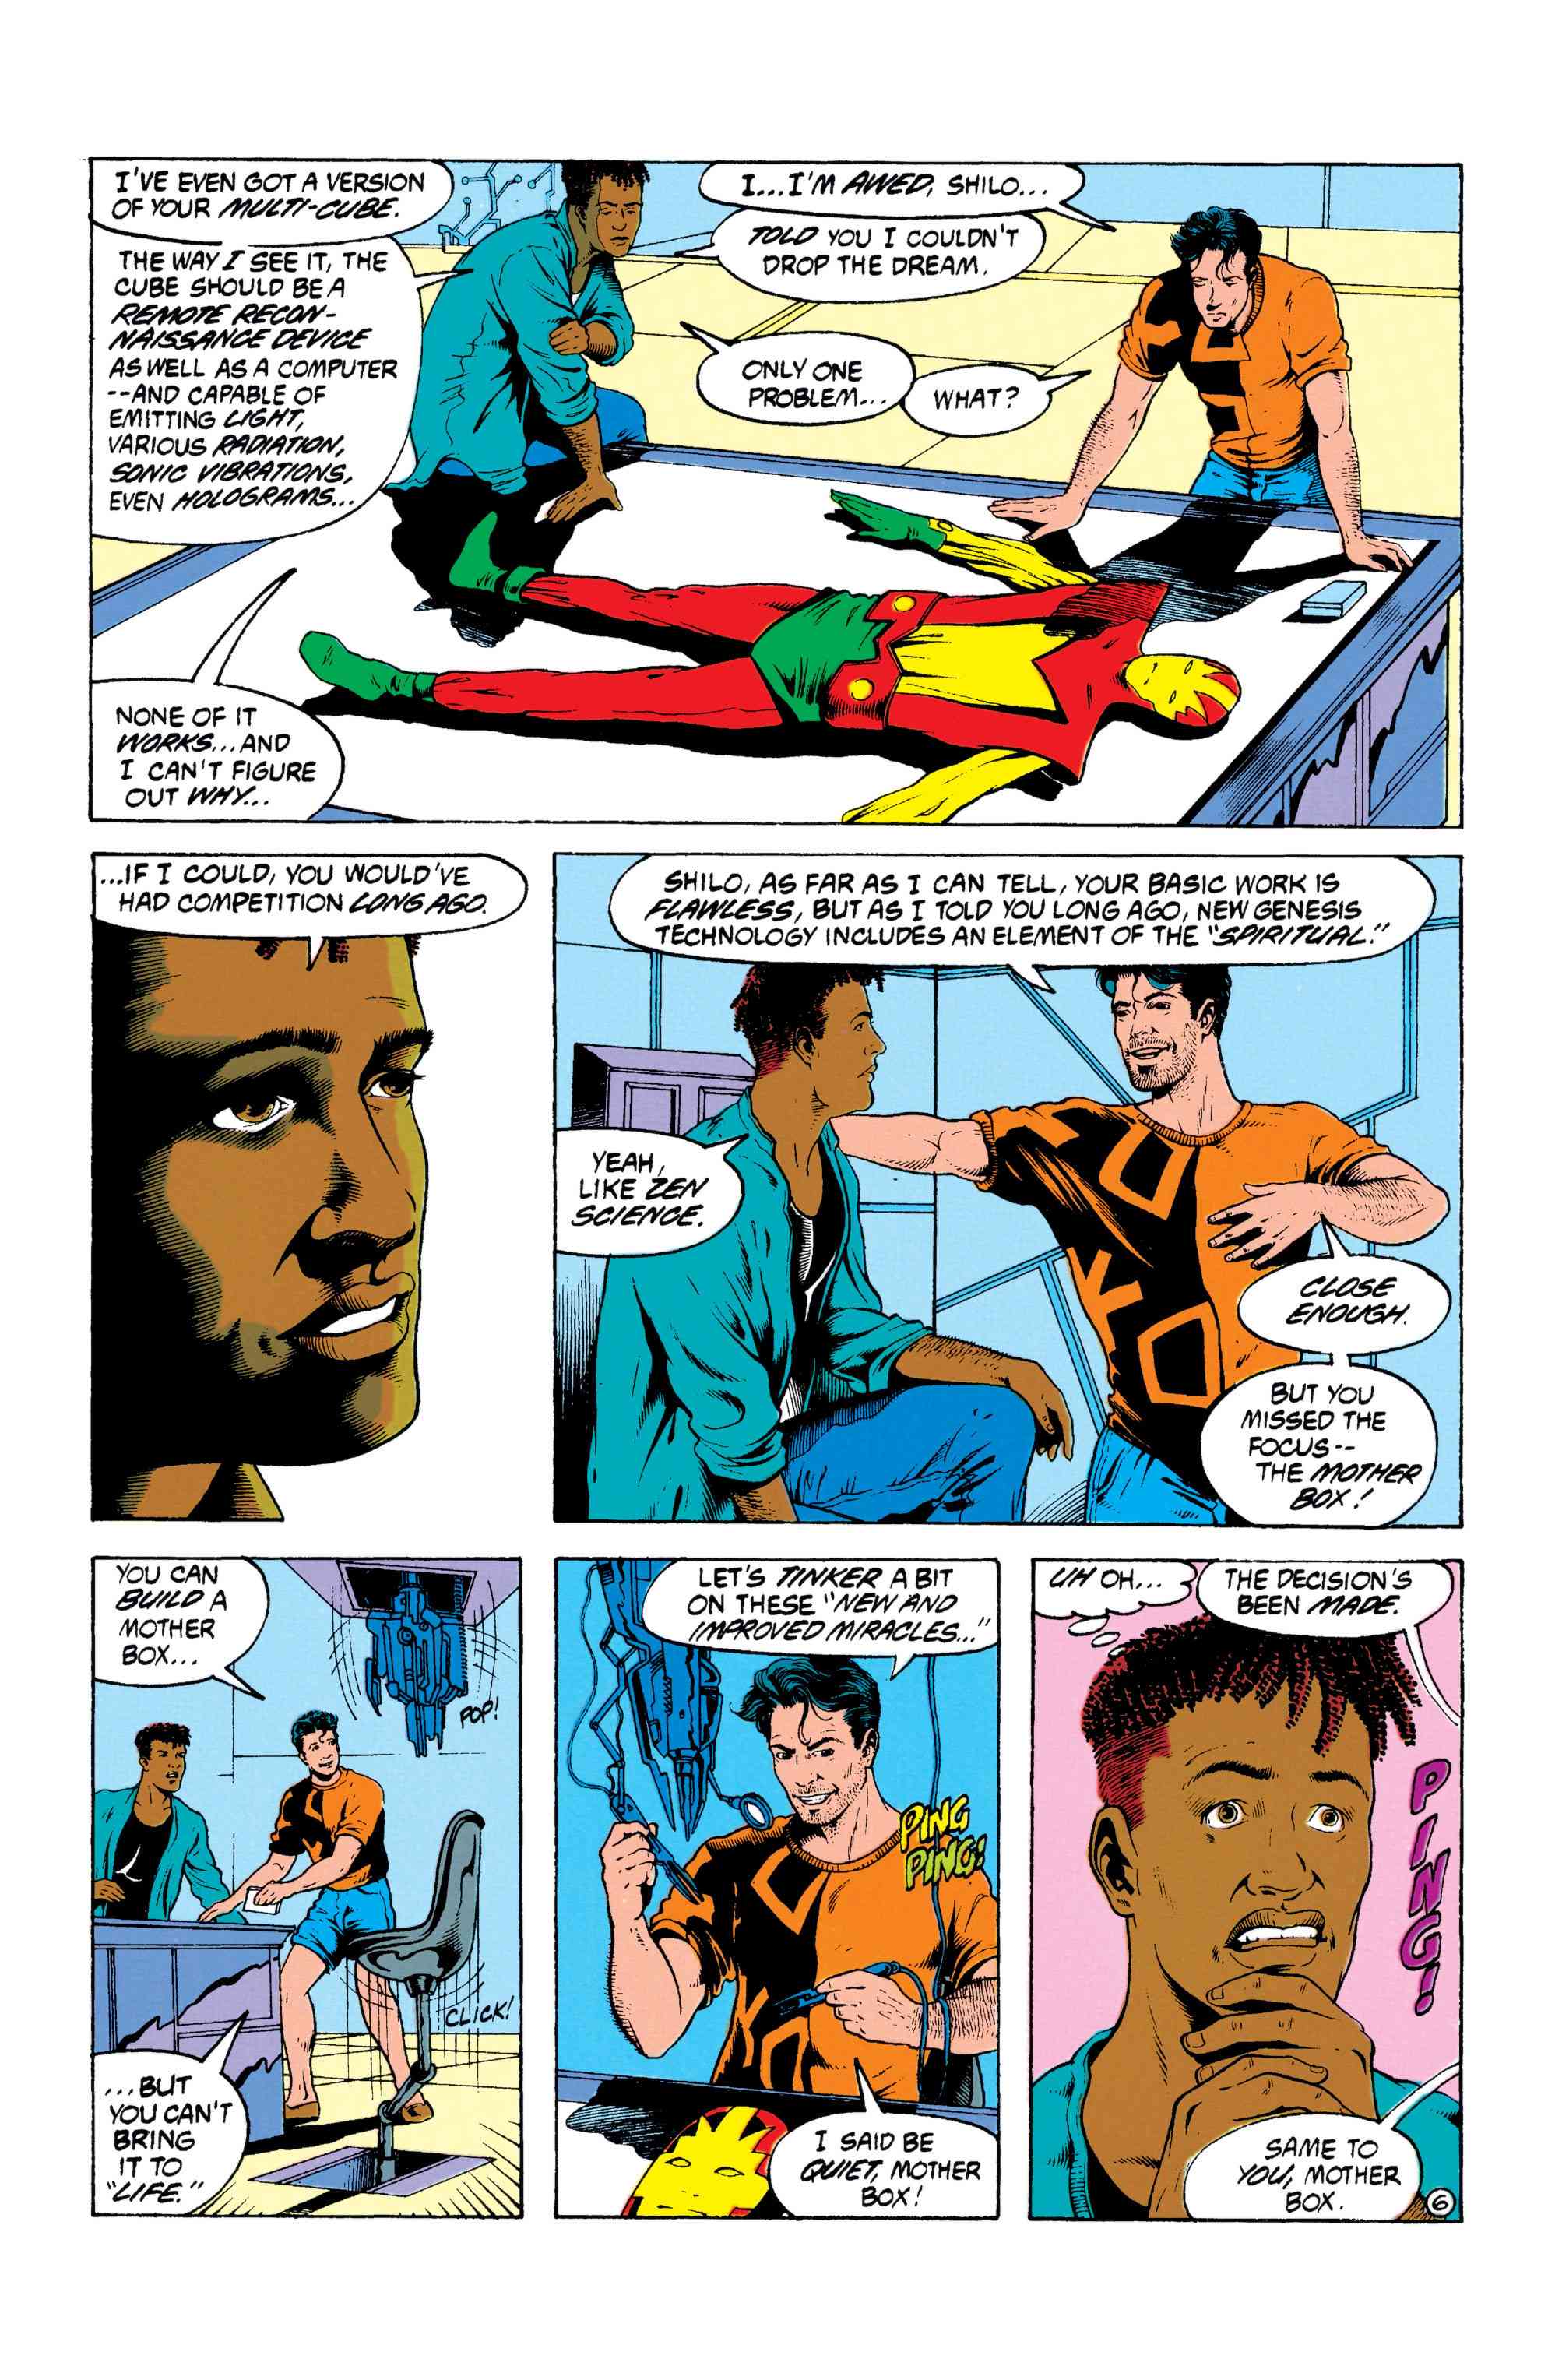 I'VE EVEN GOT A VERSION
OF YOUR MULTI-CUBE.
THE WAY I SEE IT, THE
CUBE SHOULD BE A
REMOTE RECON-
NAISSANCE DEVICE
AS WELL AS A COMPUTER
--AND CAPABLE OF
EMITTING LIGHT,
VARIOUS RADIATION,
SONIC VIBRATIONS,
EVEN HOLOGRAMS...
I...I'M AWED, SHILO...
TOLD YOU I COULDN'T
DROP THE DREAM.
ONLY ONE
PROBLEM...
WHAT?
NONE OF IT
WORKS...AND
I CAN'T FIGURE
OUT WHY...
...IF I COULD, YOU WOULD'VE
HAD COMPETITION LONG AGO.
SHILO, AS FAR AS I CAN TELL, YOUR BASIC WORK IS
FLAWLESS, BUT AS I TOLD YOU LONG AGO, NEW GENESIS
TECHNOLOGY INCLUDES AN ELEMENT OF THE "SPIRITUAL."
YEAH,
LIKE ZEN
SCIENCE.
CLOSE
ENOUGH.
BUT YOU
MISSED THE
FOCUS--
THE MOTHER
BOX!
YOU CAN
BUILD A
MOTHER
BOX...
POP!
CLICK!
...BUT
YOU CAN'T
BRING
IT TO
"LIFE."
LET'S TINKER A BIT
ON THESE "NEW AND
IMPROVED MIRACLES..."
PING
PING!
I SAID BE
QUIET, MOTHER
BOX!
UH OH...
THE DECISION'S
BEEN MADE.
PING!
SAME TO
YOU, MOTHER
BOX.
6